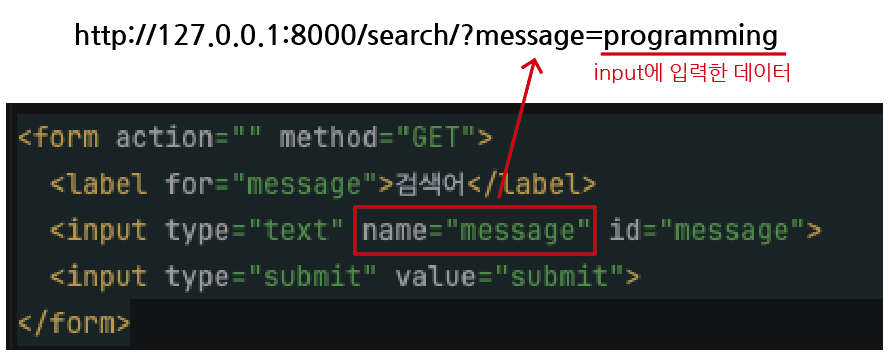 http://127.0.0.1:8000/search/?message=programming
input에 입력한 데이터
<form action="" method="GET">
<label for="message">검색어</label>
<input type="text" name="message" id="message">
<input type="submit" value="submit">
</form>